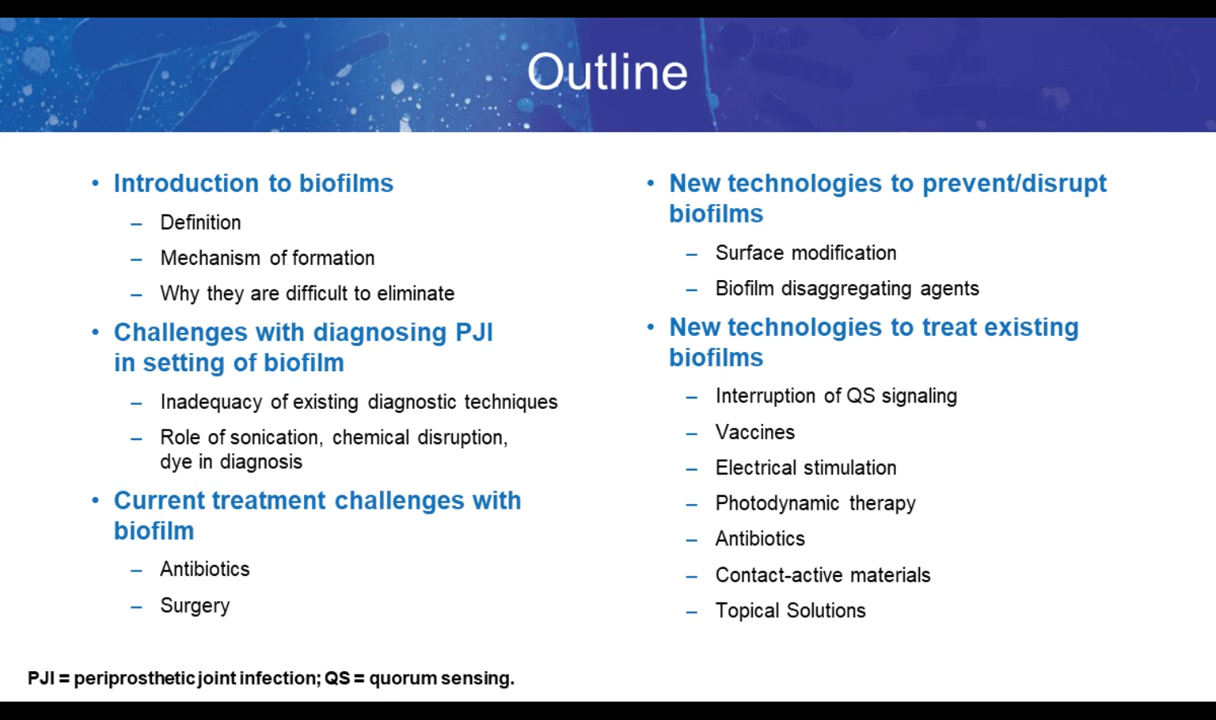 Outline
• Introduction to biofilms
– Definition
– Mechanism of formation
– Why they are difficult to eliminate
• Challenges with diagnosing PJI
in setting of biofilm
– Inadequacy of existing diagnostic techniques
– Role of sonication, chemical disruption,
dye in diagnosis
• Current treatment challenges with
biofilm
– Antibiotics
– Surgery
• New technologies to prevent/disrupt
biofilms
– Surface modification
– Biofilm disaggregating agents
• New technologies to treat existing
biofilms
– Interruption of QS signaling
– Vaccines
– Electrical stimulation
– Photodynamic therapy
– Antibiotics
– Contact-active materials
– Topical Solutions
PJI = periprosthetic joint infection; QS = quorum sensing.